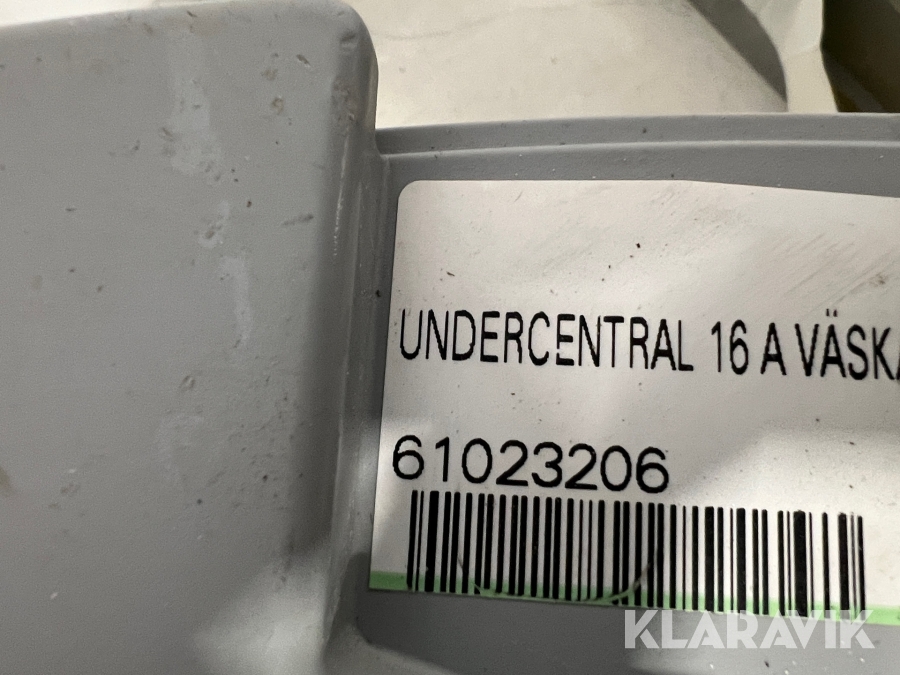 UNDERCENTRAL 16 A VÄSKA
61023206
KLARAVIK